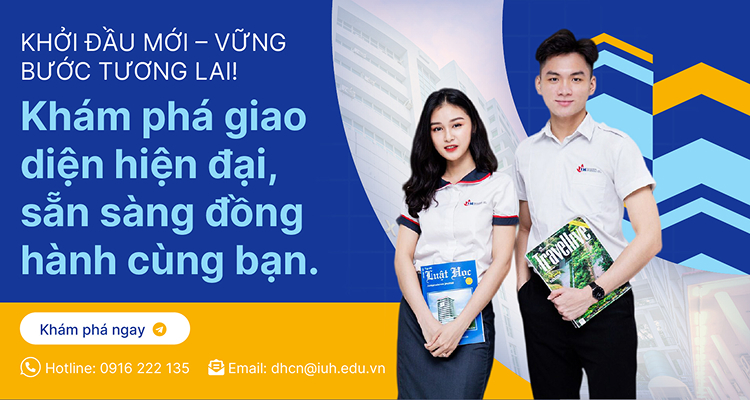 KHỞI ĐẦU MỚI – VỮNG
BƯỚC TƯƠNG LAI!
Khám phá giao
diện hiện đại,
sẵn sàng đồng
hành cùng bạn.
Khám phá ngay
Hotline: 0916 222 135
Email: dhcn@iuh.edu.vn
Luật Học
Travellive